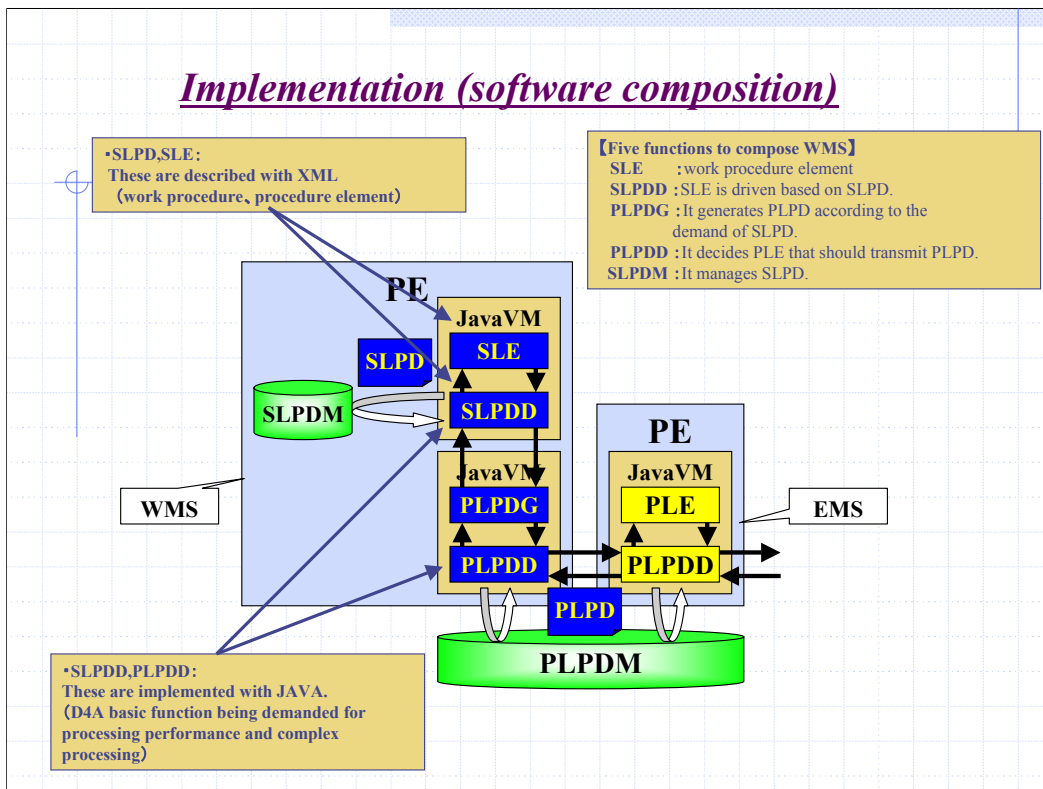 Implementation (software composition)
・SLPD,SLE：
These are described with XML
（work procedure、procedure element）
【Five functions to compose WMS】
SLE ：work procedure element
SLPDD ：SLE is driven based on SLPD.
PLPDG ：It generates PLPD according to the
demand of SLPD.
PLPDD ：It decides PLE that should transmit PLPD.
SLPDM ：It manages SLPD.
PE
JavaVM
SLPD
SLE
SLPDM
SLPDD
PE
JavaVM
JavaVM
WMS
PLPDG
PLE
EMS
PLPDD
PLPDD
PLPD
PLPDM
・SLPDD,PLPDD：
These are implemented with JAVA.
（D4A basic function being demanded for
processing performance and complex
processing）